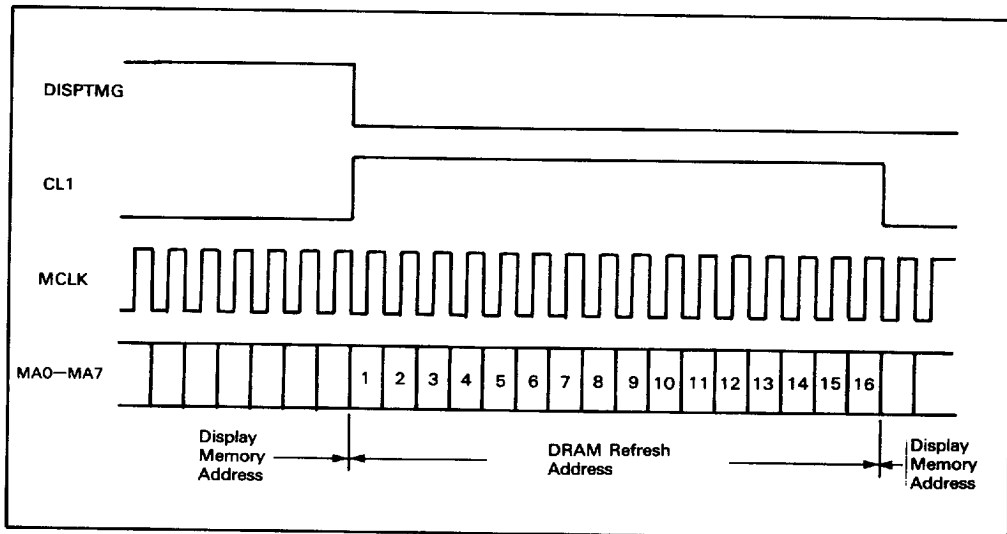 DISPTMG
CL1
MCLK
MA0—MA7
1 2 3 4 5 6 7 8 9 10 11 12 13 14 15 16
Display
Memory
Address
DRAM Refresh
Address
Display
Memory
Address